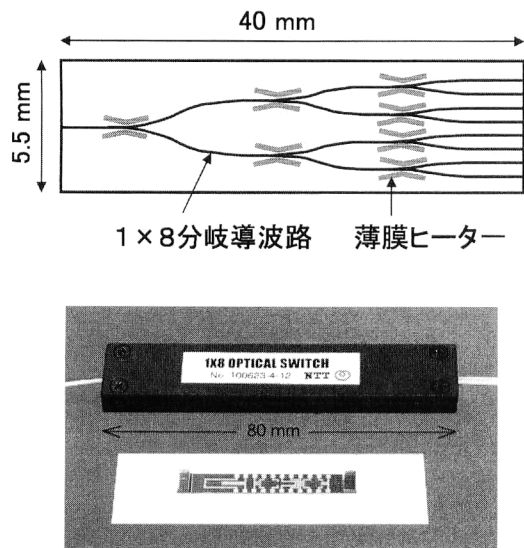 40 mm
5.5 mm
1×8分岐導波路
薄膜ヒーター
1X8 OPTICAL SWITCH
No. 100623-4-12 NTT
80 mm